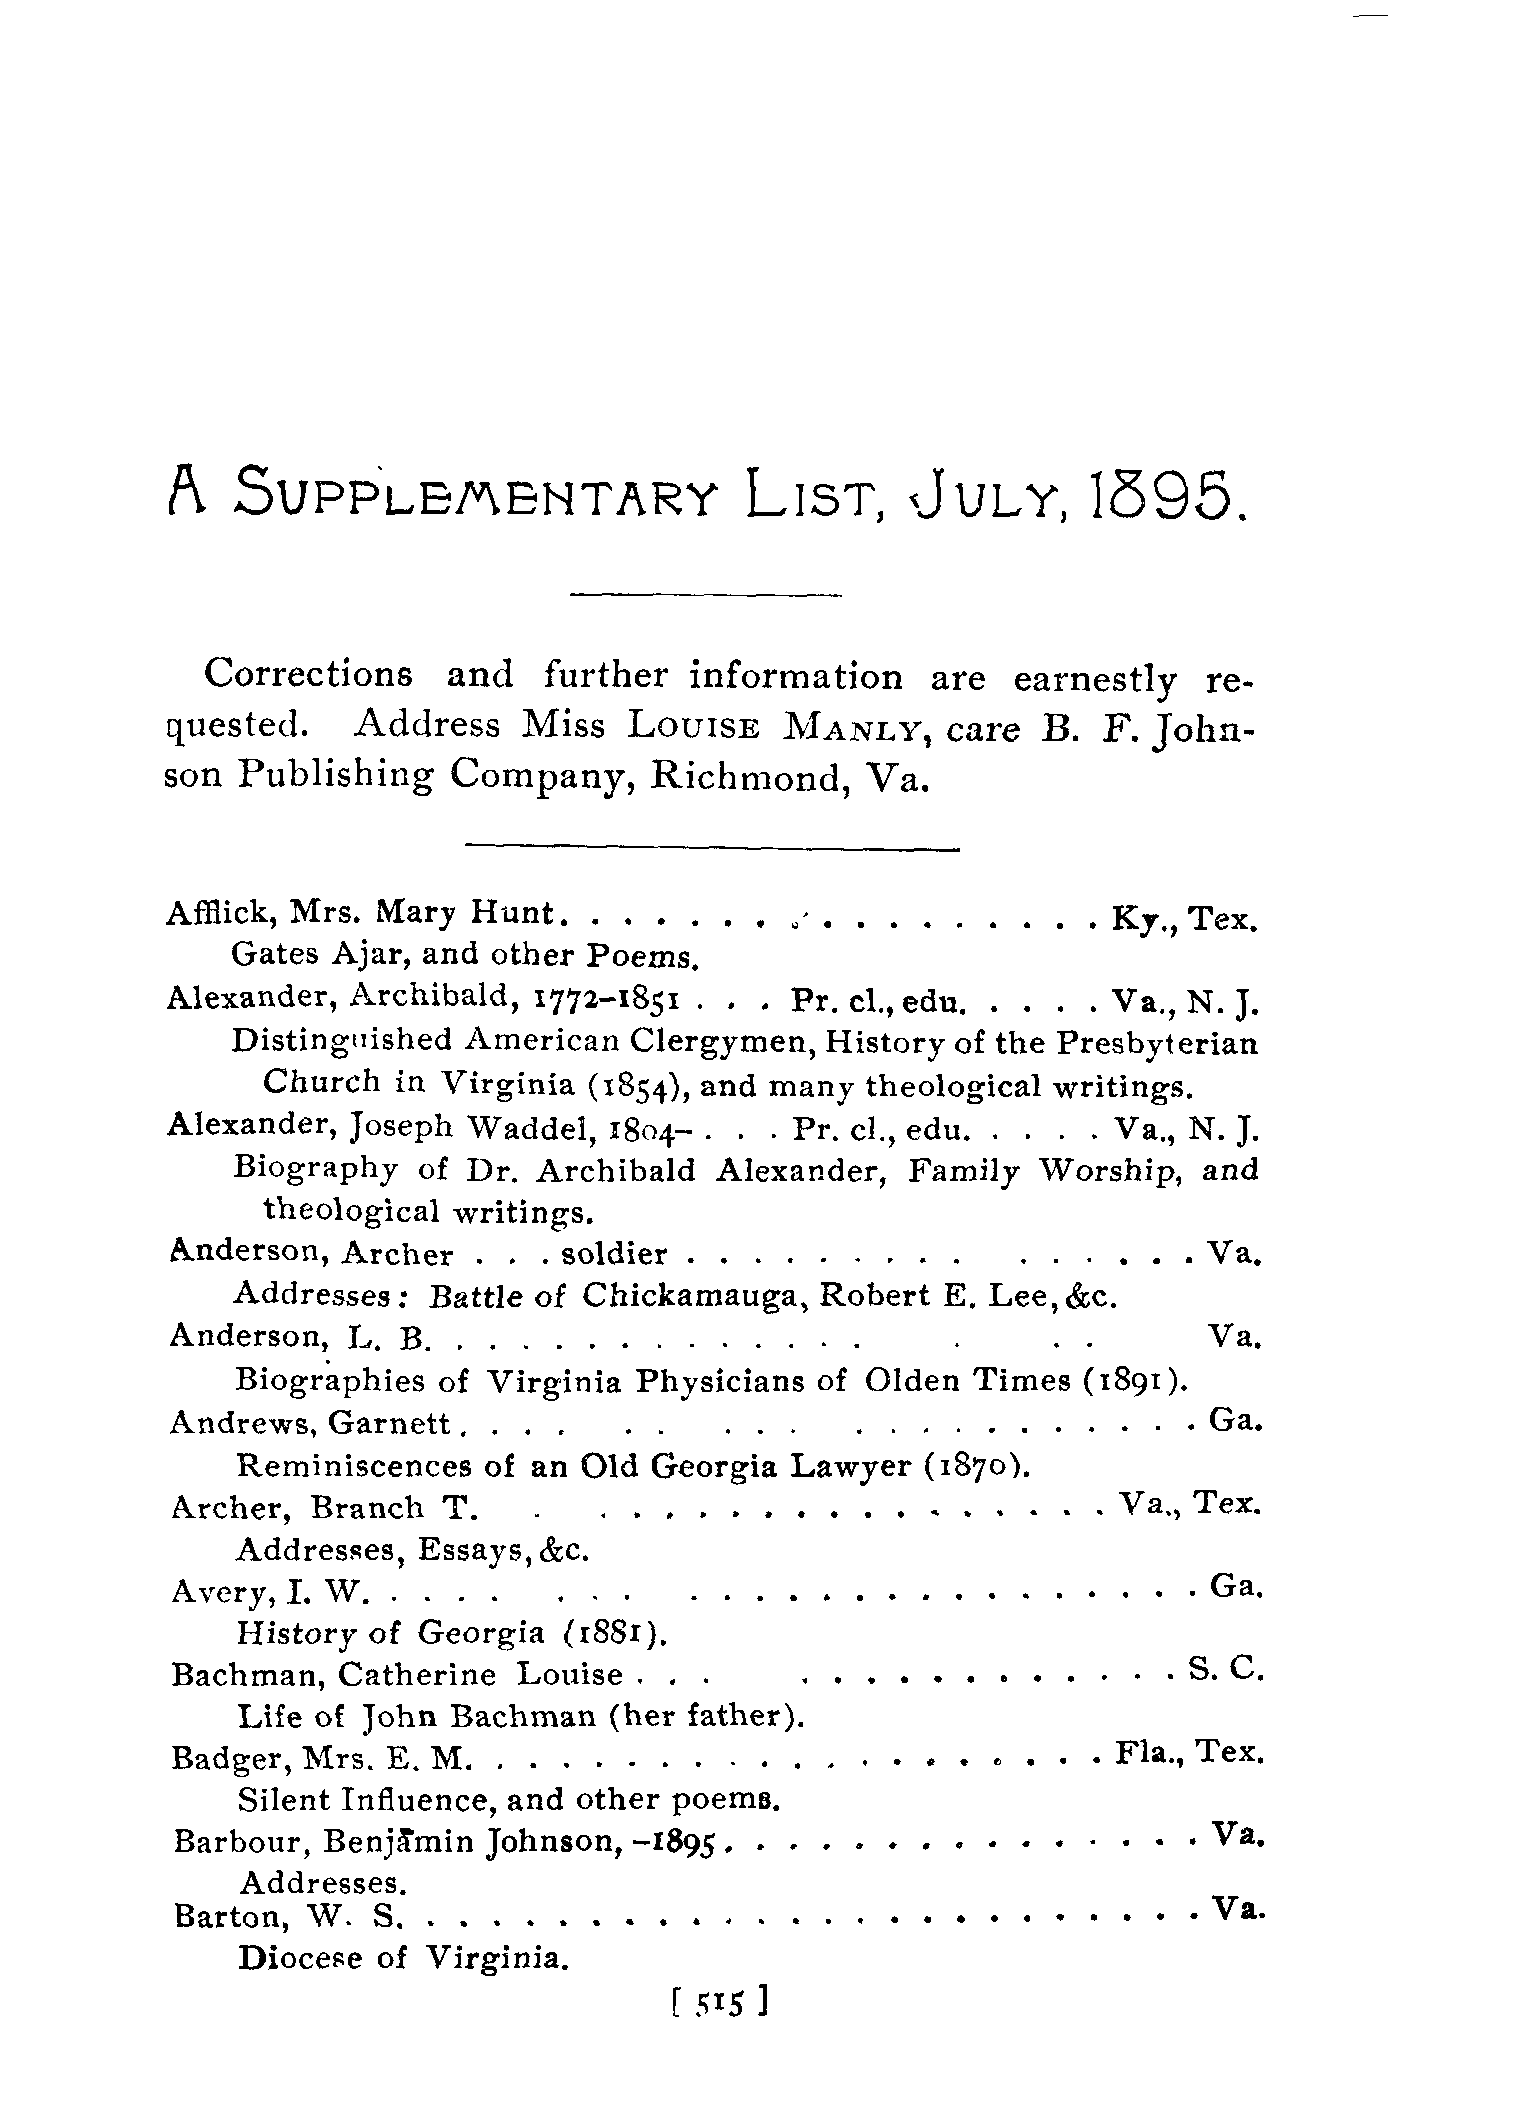 A SUPPLEMENTARY LIST, JULY, 1895.
Corrections and further information are earnestly re-
quested. Address Miss LOUISE MANLY, care B. F. John-
son Publishing Company, Richmond, Va.
Afflick, Mrs. Mary Hunt. . . . . . . . . . . . . . . . . Ky., Tex.
Gates Ajar, and other Poems.
Alexander, Archibald, 1772–1851 . . . Pr. cl., edu. . . . . Va., N. J.
Distinguished American Clergymen, History of the Presbyterian
Church in Virginia (1854), and many theological writings.
Alexander, Joseph Waddel, 1804– . . . Pr. cl., edu. . . . . Va., N. J.
Biography of Dr. Archibald Alexander, Family Worship, and
theological writings.
Anderson, Archer . . . soldier . . . . . . . . . . . . . . . Va.
Addresses: Battle of Chickamauga, Robert E. Lee, &c.
Anderson, L. B. . . . . . . . . . . . . . . . . Va.
Biographies of Virginia Physicians of Olden Times (1891).
Andrews, Garnett. . . . . . . . . . . . . . . . . . . . Ga.
Reminiscences of an Old Georgia Lawyer (1870).
Archer, Branch T. . . . . . . . . . . . . . . . . . Va., Tex.
Addresses, Essays, &c.
Avery, I. W. . . . . . . . . . . . . . . . . . . . . . . . Ga.
History of Georgia (1881).
Bachman, Catherine Louise . . . . . . . . . . . . . . . S. C.
Life of John Bachman (her father).
Badger, Mrs. E. M. . . . . . . . . . . . . . . . . . . . Fla., Tex.
Silent Influence, and other poems.
Barbour, Benjamin Johnson, –1895. . . . . . . . . . . . . . . Va.
Addresses.
Barton, W. S. . . . . . . . . . . . . . . . . . . . . . . . . Va.
Diocese of Virginia.
[ 515 ]